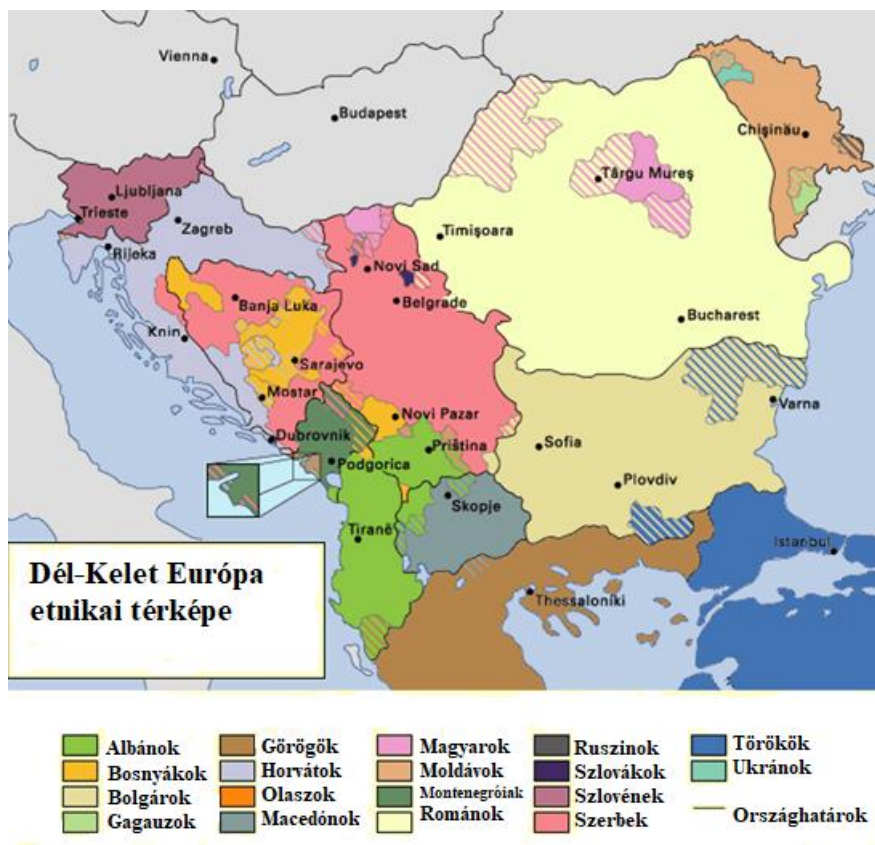 Vienna
Budapest
Chişinău
Târgu Mureş
Ljubljana
Trieste
Zagreb
Rijeka
Timişoara
Novi Sad
Banja Luka
Belgrade
Bucharest
Knin
Sarajevo
Mostar
Novi Pazar
Varna
Dubrovnik
Priština
Sofia
Podgorica
Plovdiv
Skopje
Tiranë
Istanbul
Thessaloníki
Dél-Kelet Európa
etnikai térképe
Albánok
Bosnyákok
Bolgárok
Gagauzok
Görögök
Horvátok
Olaszok
Macedónok
Magyarok
Moldávok
Montenegróiak
Románok
Ruszinok
Szlovákok
Szlovének
Szerbek
Törökök
Ukránok
Országhatárok